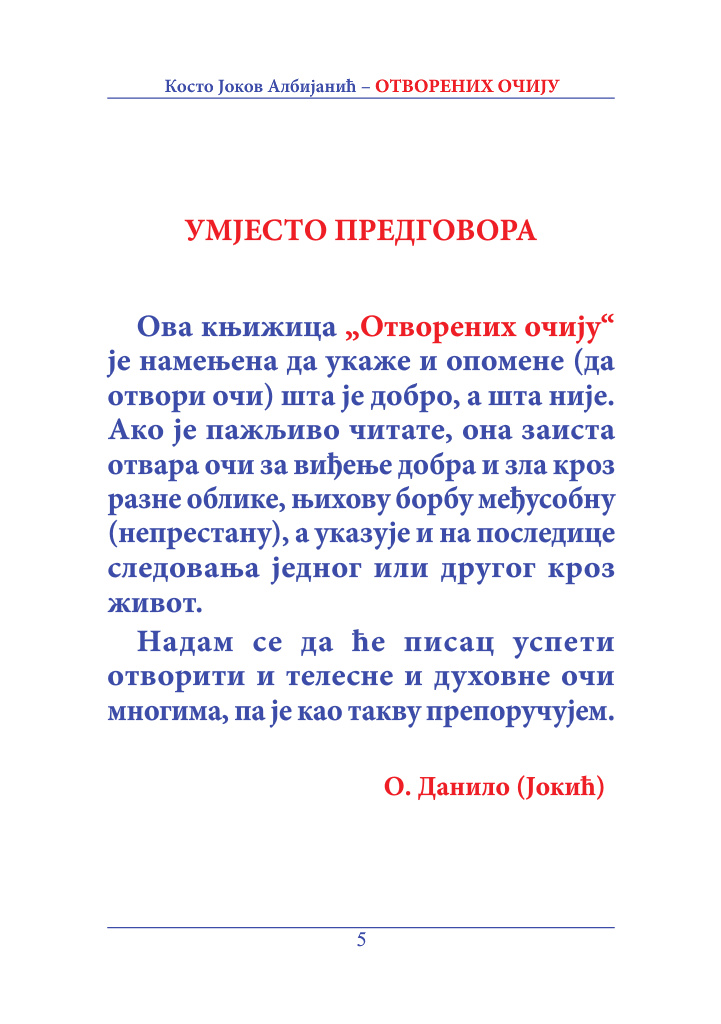 Косто Јоков Албијанић – ОТВОРЕНИХ ОЧИЈУ
УМЈЕСТО ПРЕДГОВОРА
Ова књижица „Отворених очију“
је намењена да укаже и опомене (да
отвори очи) шта је добро, а шта није.
Ако је пажљиво читате, она заиста
отвара очи за виђење добра и зла кроз
разне облике, њихову борбу међусобну
(непрестану), а указује и на последице
следовања једног или другог кроз
живот.
Надам се да ће писац успети
отворити и телесне и духовне очи
многима, па је као такву препоручујем.
О. Данило (Јокић)
5